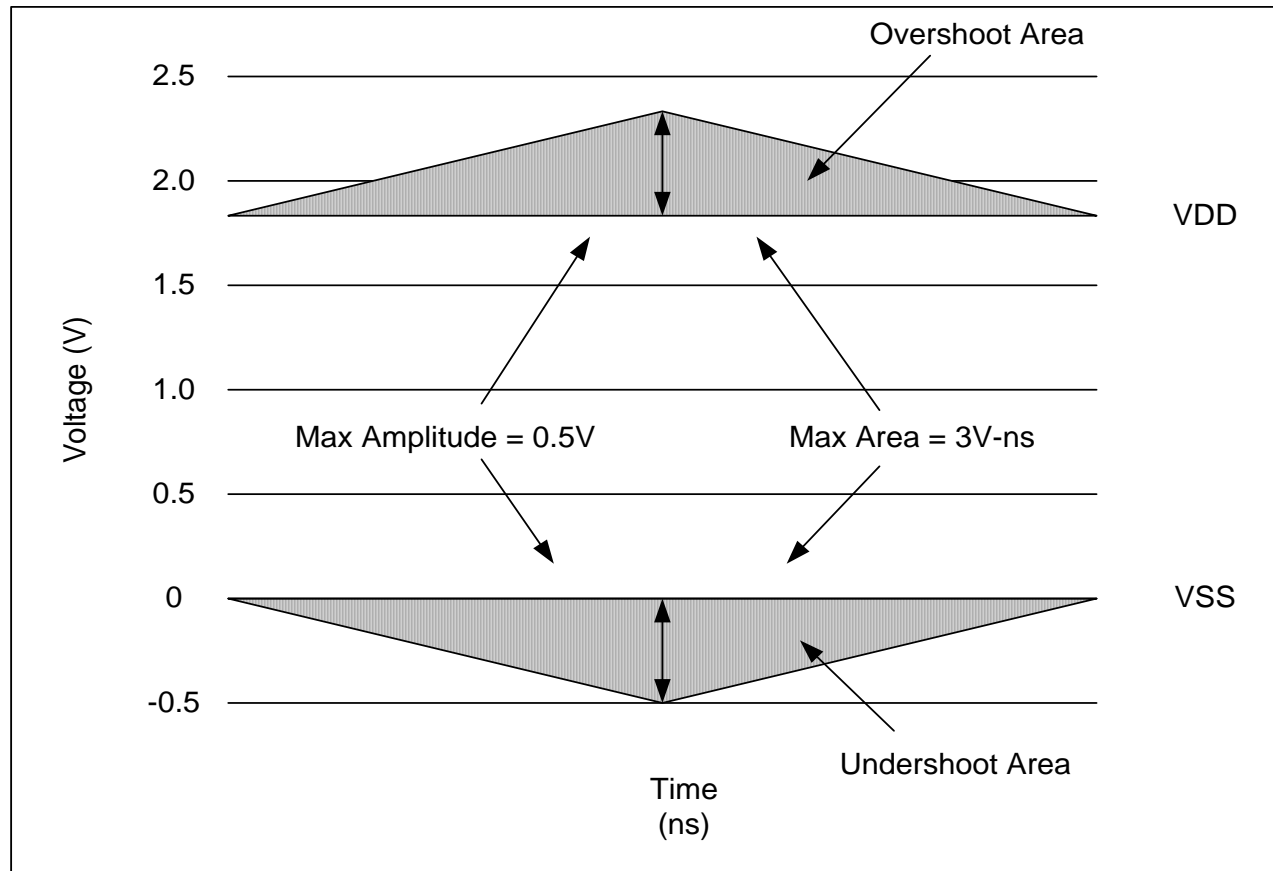 Overshoot Area
2.5
2.0
VDD
1.5
Voltage (V)
1.0
Max Amplitude = 0.5V
Max Area = 3V-ns
0.5
0
VSS
-0.5
Undershoot Area
Time
(ns)